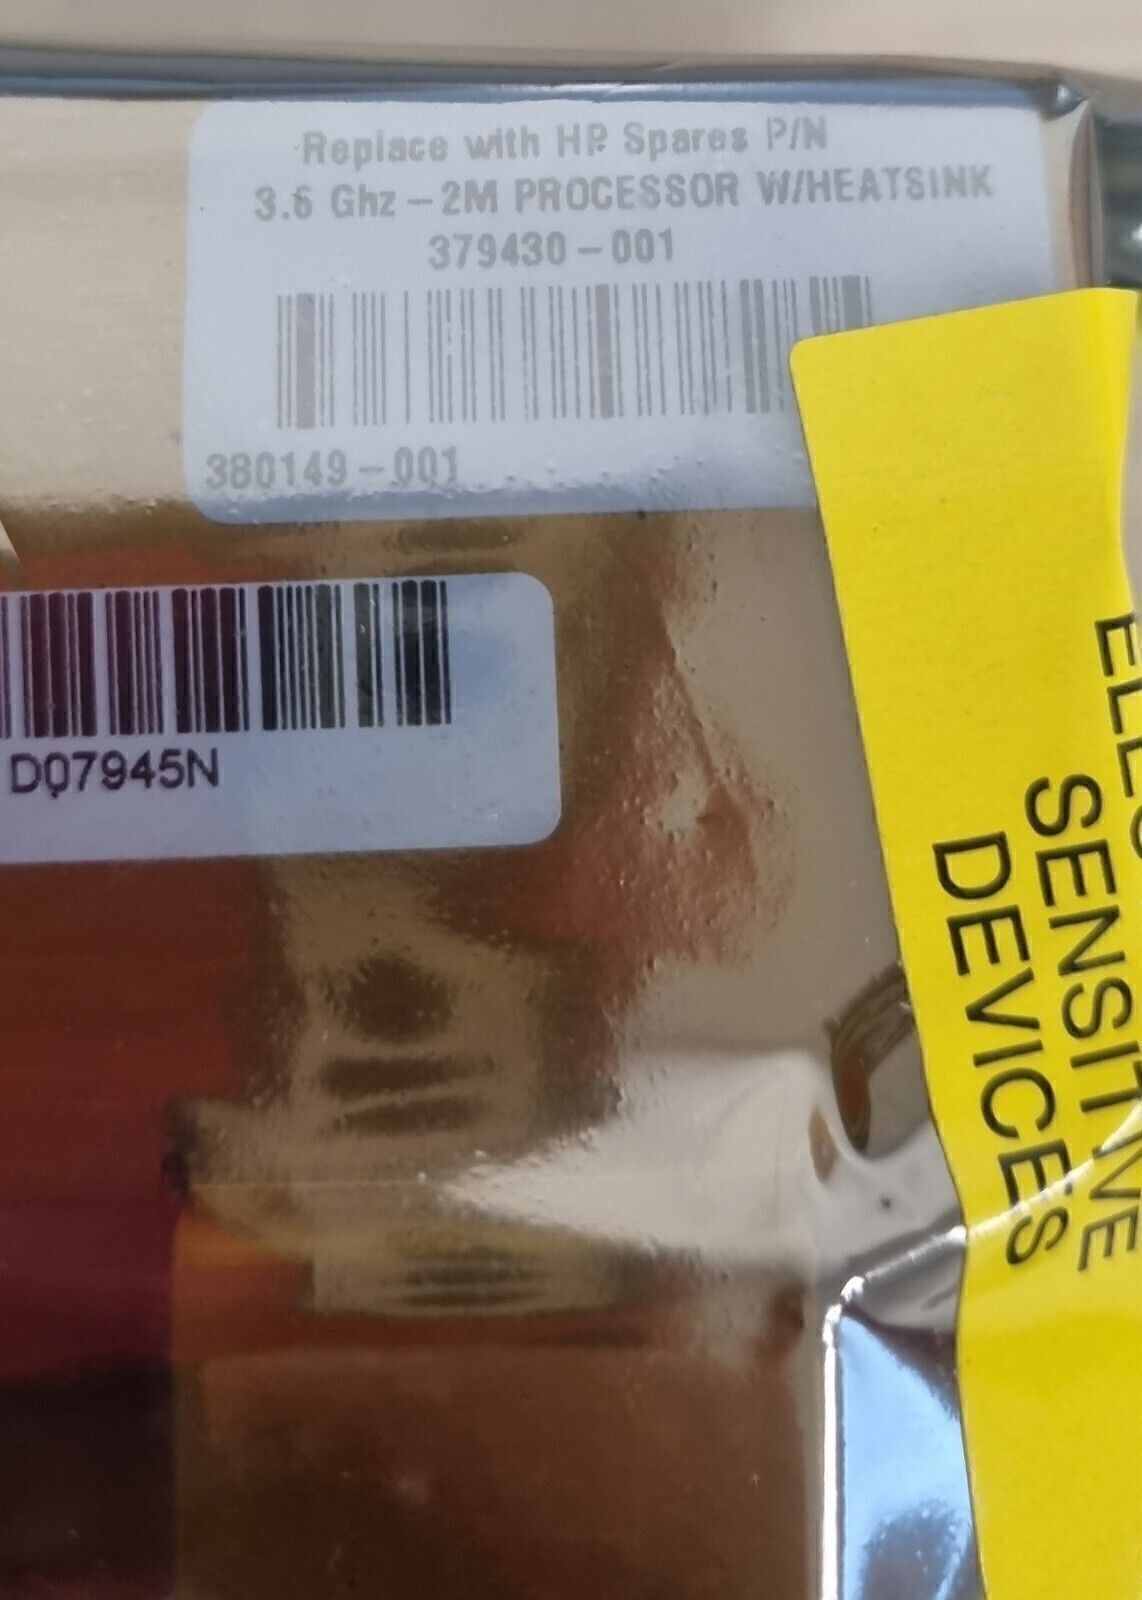 Replace with HP Spares P/N
3.6 Ghz - 2M PROCESSOR W/HEATSINK
379430-001
380149-001
D07945N
SENSITIVE
DEVICES